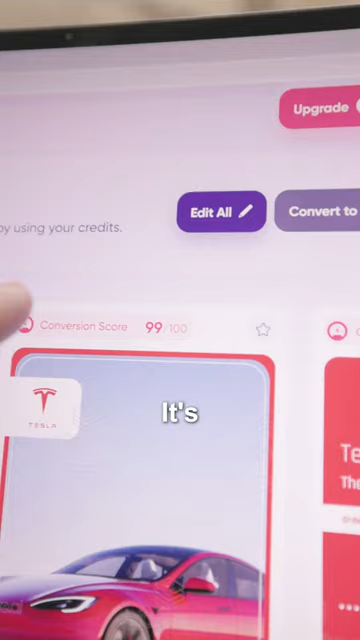 Upgrade
by using your credits.
Edit All
Convert to
Conversion Score 99/100
TESLA
It's
Te
The